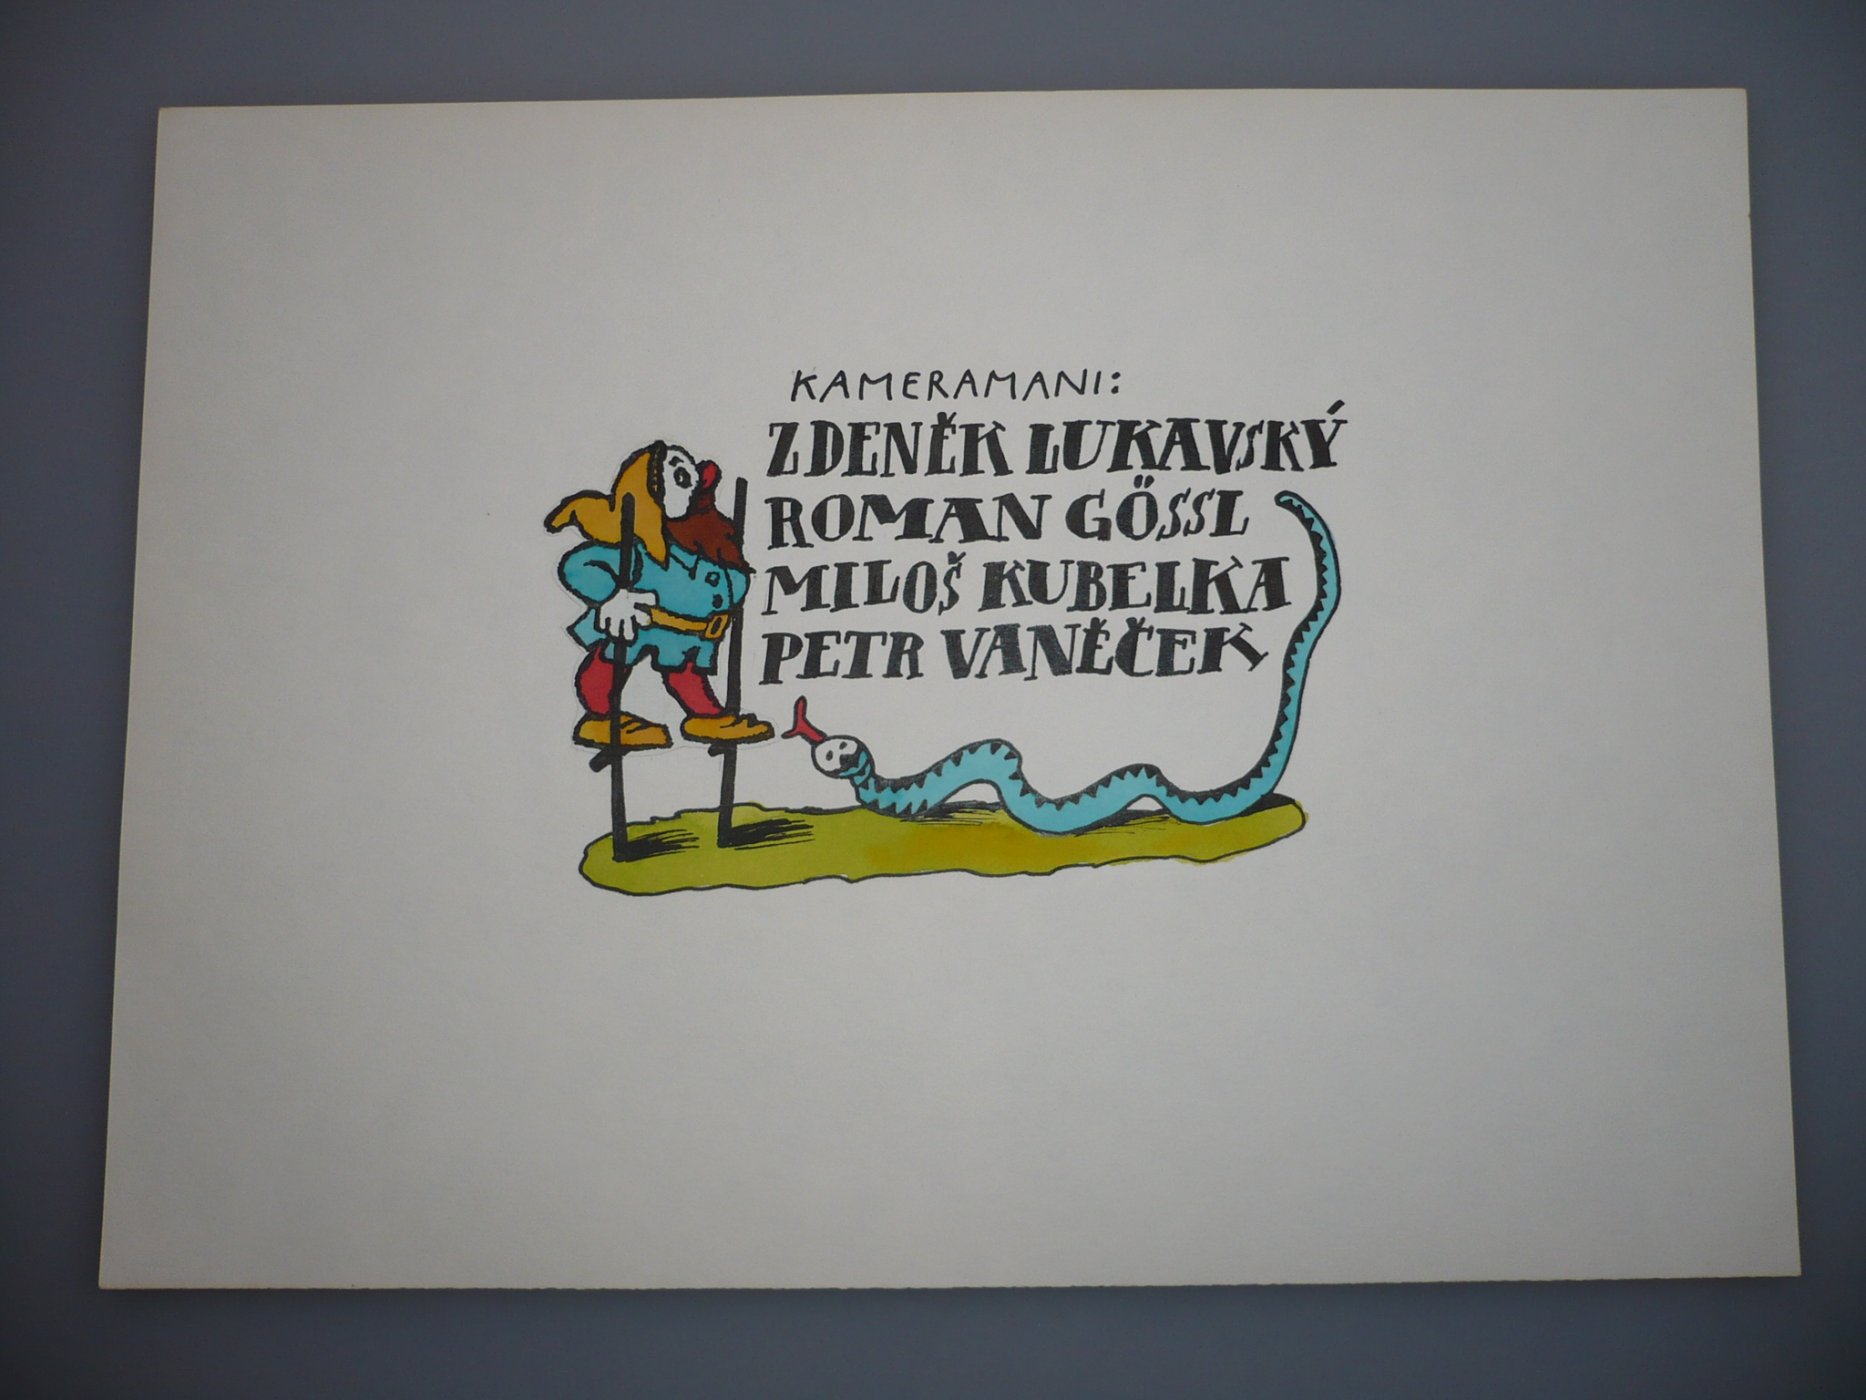 KAMERAMANI:
ZDENĚK LUKAVSKÝ
ROMAN GÖSSL
MILOŠ KUBELKA
PETR VANĚČEK